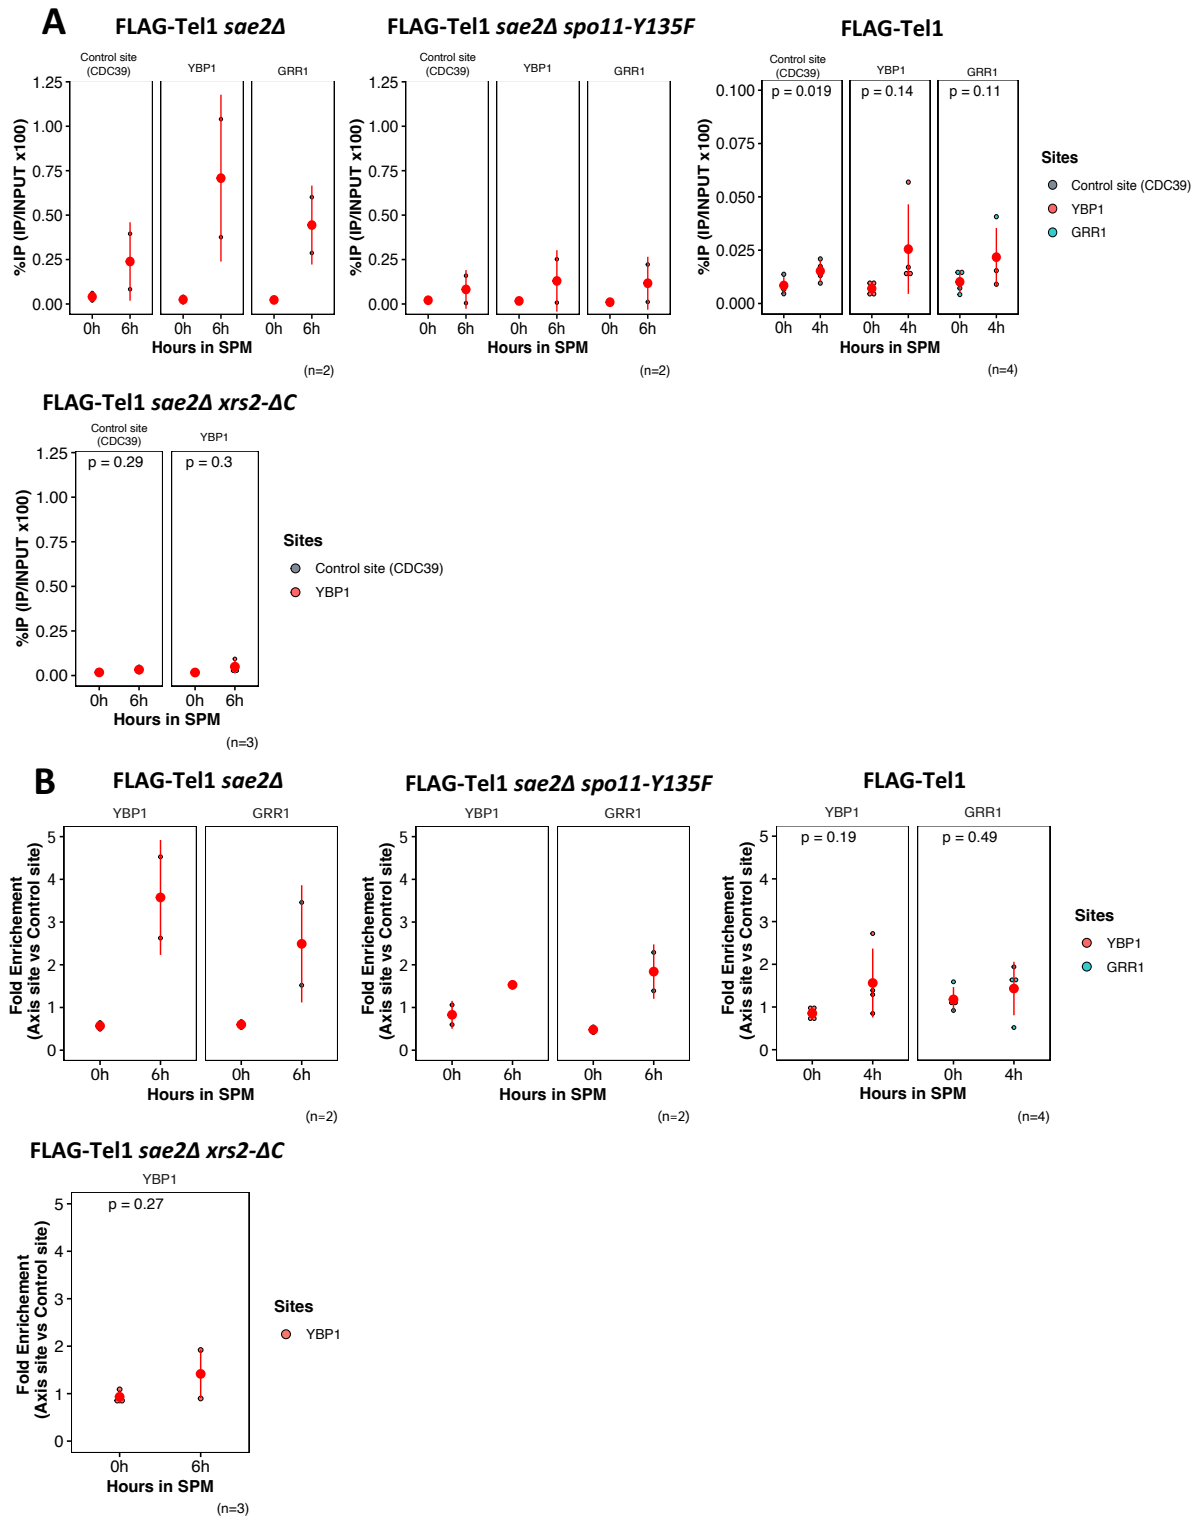 A
FLAG-Tel1 sae2Δ
FLAG-Tel1 sae2Δ spo11-Y135F
FLAG-Tel1
Control site
(CDC39)
YBP1
GRR1
Control site
(CDC39)
YBP1
GRR1
Control site
(CDC39)
YBP1
GRR1
%IP (IP/INPUT x100)
1.25
1.00
0.75
0.50
0.25
0.00
0h
6h
0h
6h
0h
6h
Hours in SPM
(n=2)
%IP (IP/INPUT x100)
1.25
1.00
0.75
0.50
0.25
0.00
0h
6h
0h
6h
0h
6h
Hours in SPM
(n=2)
%IP (IP/INPUT x100)
0.100
0.075
0.050
0.025
0.000
p = 0.019
p = 0.14
p = 0.11
0h
4h
0h
4h
0h
4h
Hours in SPM
(n=4)
Sites
Control site (CDC39)
YBP1
GRR1
FLAG-Tel1 sae2Δ xrs2-ΔC
Control site
(CDC39)
YBP1
%IP (IP/INPUT x100)
1.25
1.00
0.75
0.50
0.25
0.00
p = 0.29
p = 0.3
0h
6h
0h
6h
Hours in SPM
(n=3)
Sites
Control site (CDC39)
YBP1
B
FLAG-Tel1 sae2Δ
FLAG-Tel1 sae2Δ spo11-Y135F
FLAG-Tel1
YBP1
GRR1
YBP1
GRR1
YBP1
GRR1
Fold Enrichement
(Axis site vs Control site)
5
4
3
2
1
0
0h
6h
0h
6h
Hours in SPM
(n=2)
Fold Enrichement
(Axis site vs Control site)
5
4
3
2
1
0
0h
6h
0h
6h
Hours in SPM
(n=2)
Fold Enrichement
(Axis site vs Control site)
5
4
3
2
1
0
p = 0.19
p = 0.49
0h
4h
0h
4h
Hours in SPM
(n=4)
Sites
YBP1
GRR1
FLAG-Tel1 sae2Δ xrs2-ΔC
YBP1
Fold Enrichement
(Axis site vs Control site)
5
4
3
2
1
0
p = 0.27
0h
6h
Hours in SPM
(n=3)
Sites
YBP1